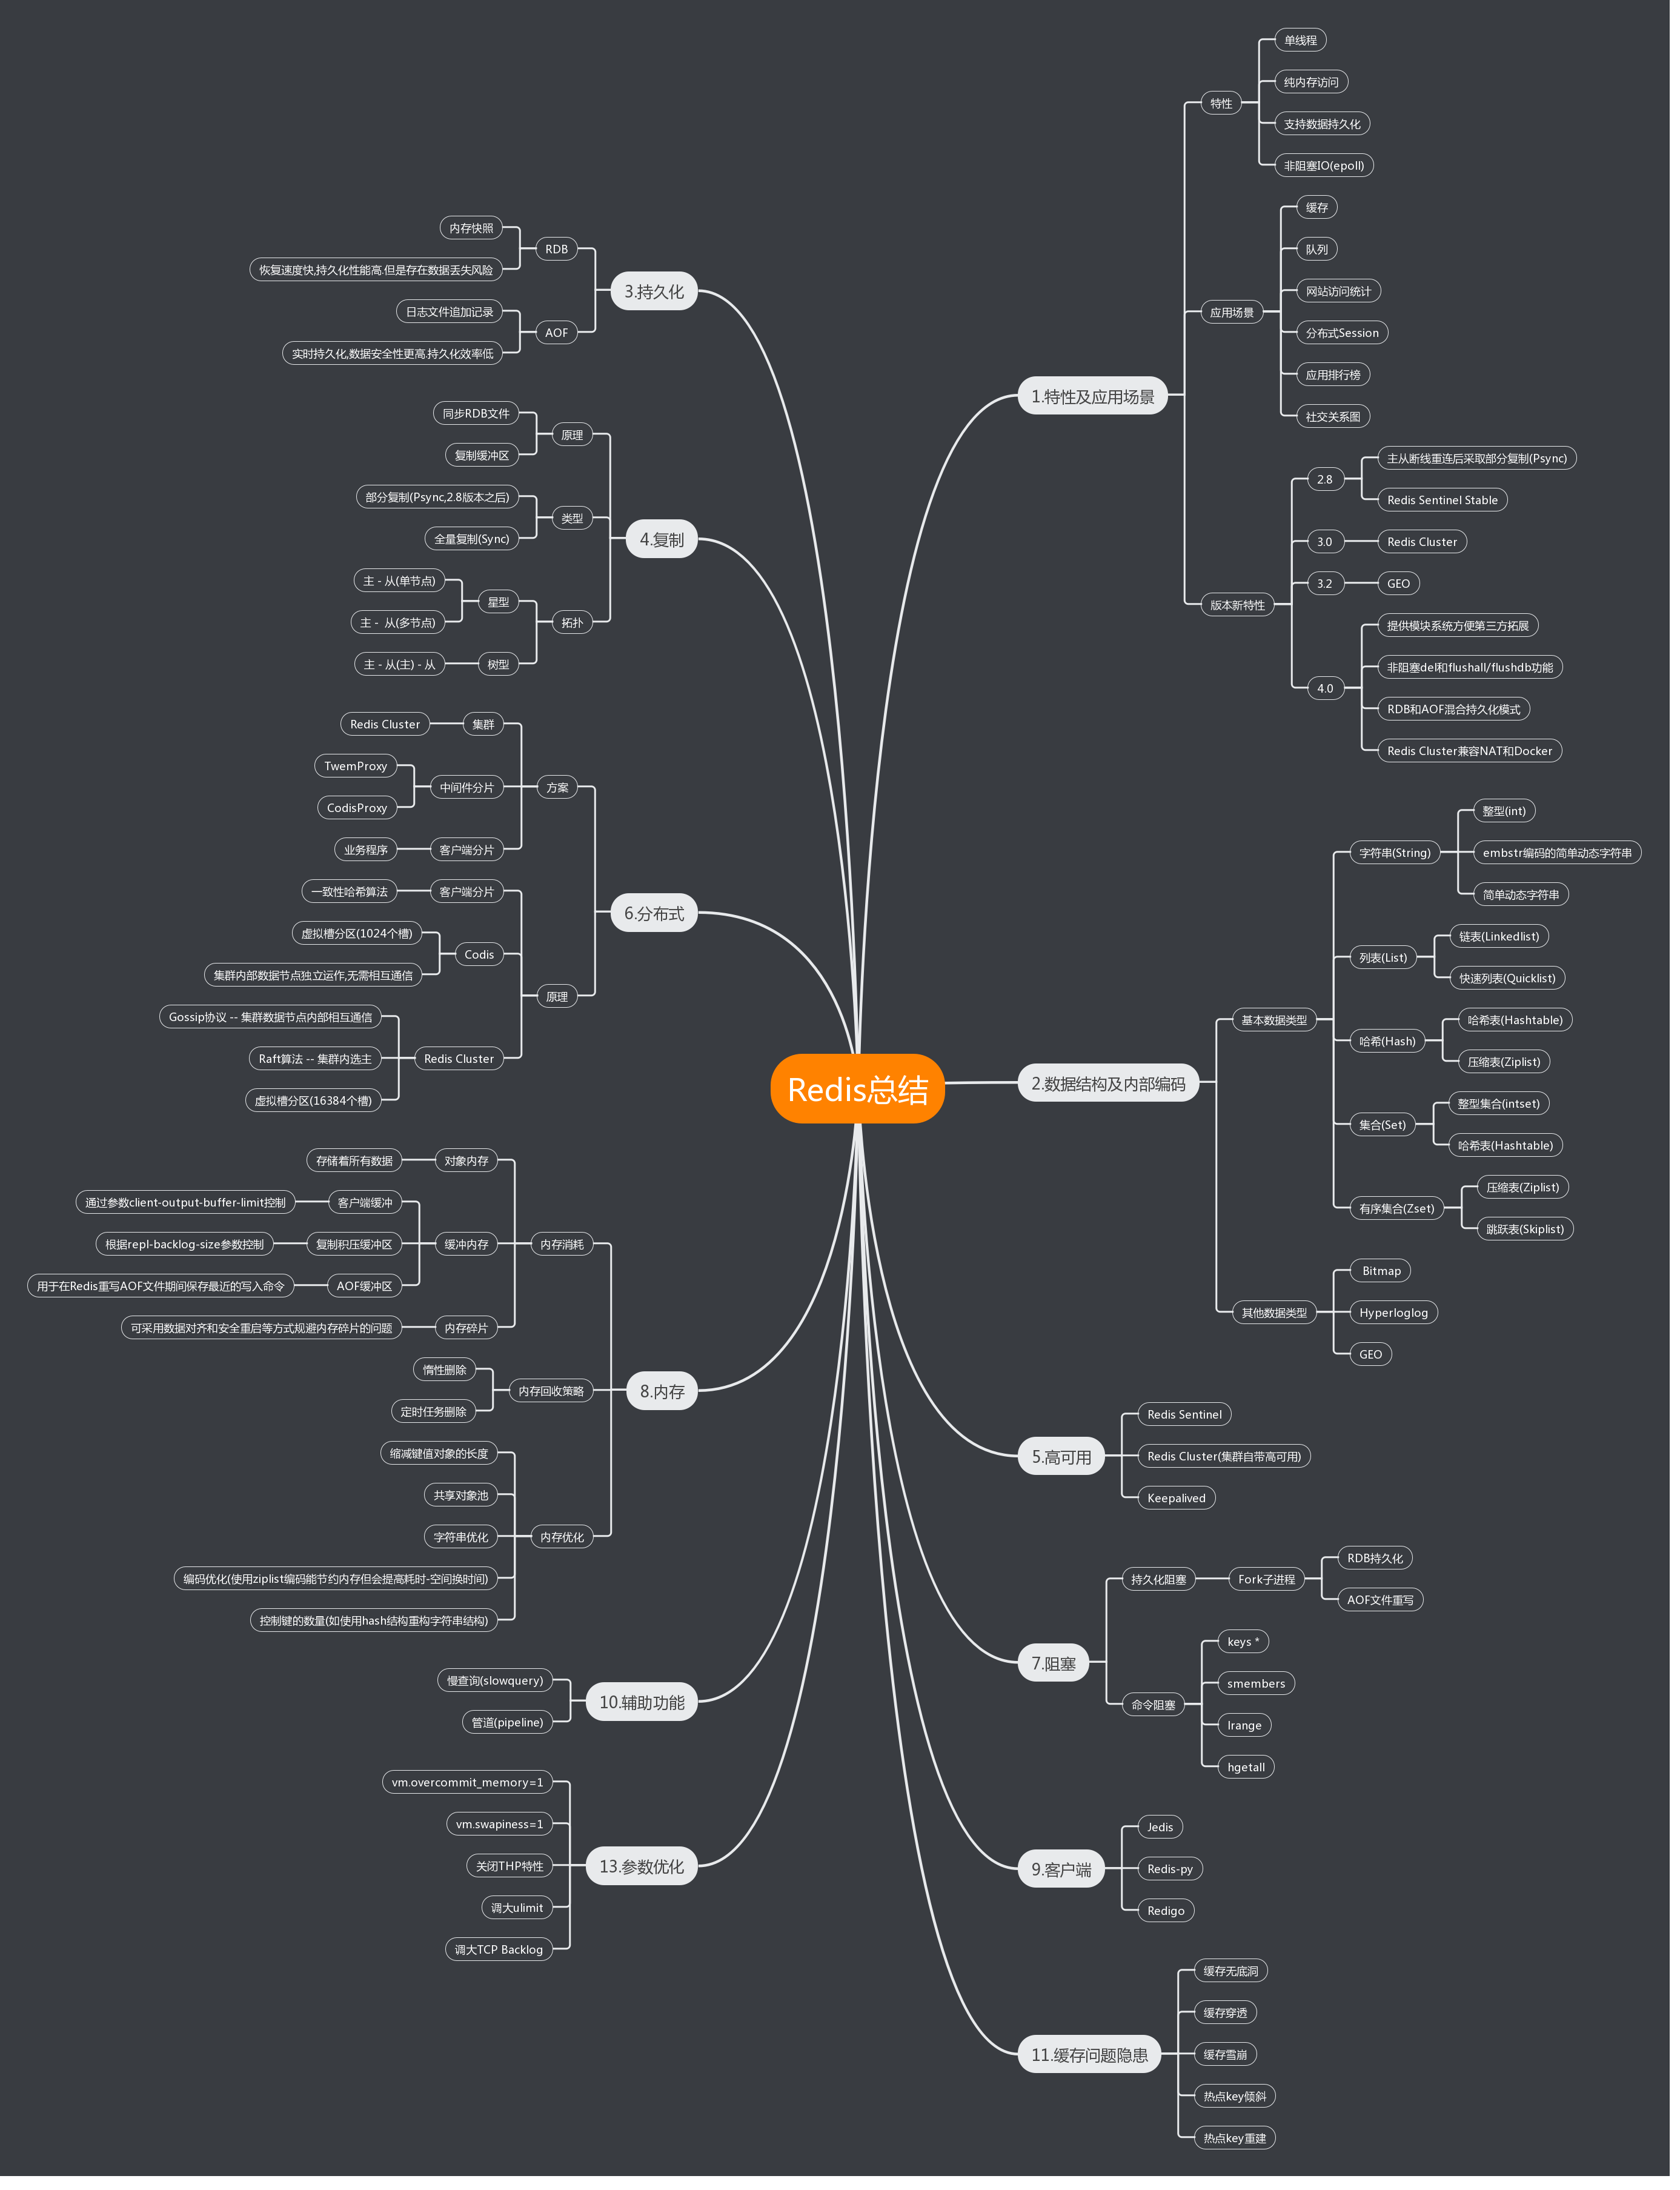 Redis总结
1.特性及应用场景
特性
单线程
纯内存访问
支持数据持久化
非阻塞IO(epoll)
应用场景
缓存
队列
网站访问统计
分布式Session
应用排行榜
社交关系图
版本新特性
2.8
主从断线重连后采取部分复制(Psync)
Redis Sentinel Stable
3.0
Redis Cluster
3.2
GEO
4.0
提供模块系统方便第三方拓展
非阻塞del和flushall/flushdb功能
RDB和AOF混合持久化模式
Redis Cluster兼容NAT和Docker
2.数据结构及内部编码
基本数据类型
字符串(String)
整型(int)
embstr编码的简单动态字符串
简单动态字符串
列表(List)
链表(Linkedlist)
快速列表(Quicklist)
哈希(Hash)
哈希表(Hashtable)
压缩表(Ziplist)
集合(Set)
整型集合(intset)
哈希表(Hashtable)
有序集合(Zset)
压缩表(Ziplist)
跳跃表(Skiplist)
其他数据类型
Bitmap
Hyperloglog
GEO
3.持久化
RDB
内存快照
恢复速度快,持久化性能高.但是存在数据丢失风险
AOF
日志文件追加记录
实时持久化,数据安全性更高.持久化效率低
4.复制
原理
同步RDB文件
复制缓冲区
类型
部分复制(Psync,2.8版本之后)
全量复制(Sync)
拓扑
星型
主 - 从(单节点)
主 - 从(多节点)
树型
主 - 从(主) - 从
5.高可用
Redis Sentinel
Redis Cluster(集群自带高可用)
Keepalived
6.分布式
方案
集群
Redis Cluster
中间件分片
TwemProxy
CodisProxy
客户端分片
业务程序
原理
客户端分片
一致性哈希算法
Codis
虚拟槽分区(1024个槽)
集群内部数据节点独立运作,无需相互通信
Redis Cluster
Gossip协议 -- 集群数据节点内部相互通信
Raft算法 -- 集群内选主
虚拟槽分区(16384个槽)
7.阻塞
持久化阻塞
Fork子进程
RDB持久化
AOF文件重写
命令阻塞
keys *
smembers
lrange
hgetall
8.内存
内存消耗
对象内存
存储着所有数据
缓冲内存
客户端缓冲
通过参数client-output-buffer-limit控制
复制积压缓冲区
根据repl-backlog-size参数控制
AOF缓冲区
用于在Redis重写AOF文件期间保存最近的写入命令
内存碎片
可采用数据对齐和安全重启等方式规避内存碎片的问题
内存回收策略
惰性删除
定时任务删除
内存优化
缩减键值对象的长度
共享对象池
字符串优化
编码优化(使用ziplist编码能节约内存但会提高耗时-空间换时间)
控制键的数量(如使用hash结构重构字符串结构)
9.客户端
Jedis
Redis-py
Redigo
10.辅助功能
慢查询(slowquery)
管道(pipeline)
11.缓存问题隐患
缓存无底洞
缓存穿透
缓存雪崩
热点key倾斜
热点key重建
13.参数优化
vm.overcommit_memory=1
vm.swapiness=1
关闭THP特性
调大ulimit
调大TCP Backlog